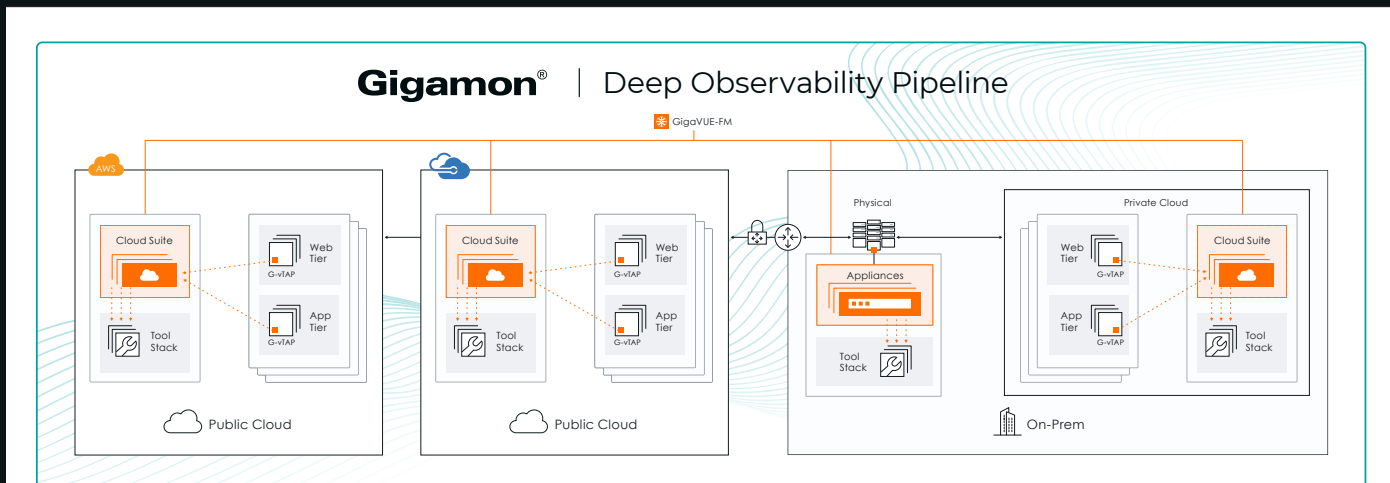 Gigamon® | Deep Observability Pipeline
GigaVUE-FM
AWS
Cloud Suite
Tool
Stack
Web
Tier
G-vTAP
App
Tier
G-vTAP
Public Cloud
Cloud Suite
Tool
Stack
Web
Tier
G-vTAP
App
Tier
G-vTAP
Public Cloud
Physical
Appliances
Tool
Stack
Private Cloud
Web
Tier
G-vTAP
App
Tier
G-vTAP
Cloud Suite
Tool
Stack
On-Prem